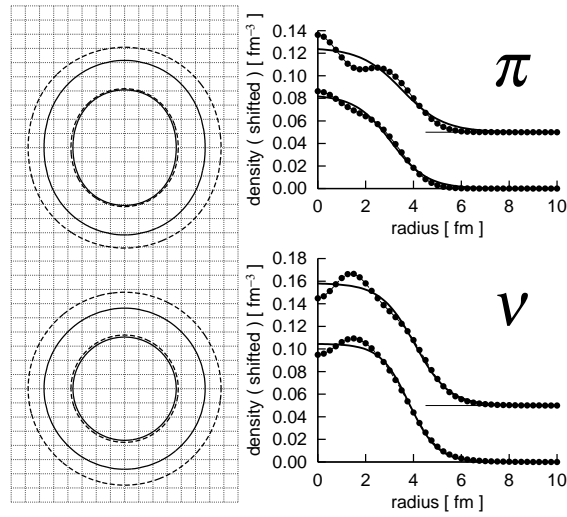 density ( shifted ) [ fm⁻³ ]
0.14
0.12
0.10
0.08
0.06
0.04
0.02
0.00
π
0 2 4 6 8 10
radius [ fm ]
density ( shifted ) [ fm⁻³ ]
0.18
0.16
0.14
0.12
0.10
0.08
0.06
0.04
0.02
0.00
ν
0 2 4 6 8 10
radius [ fm ]